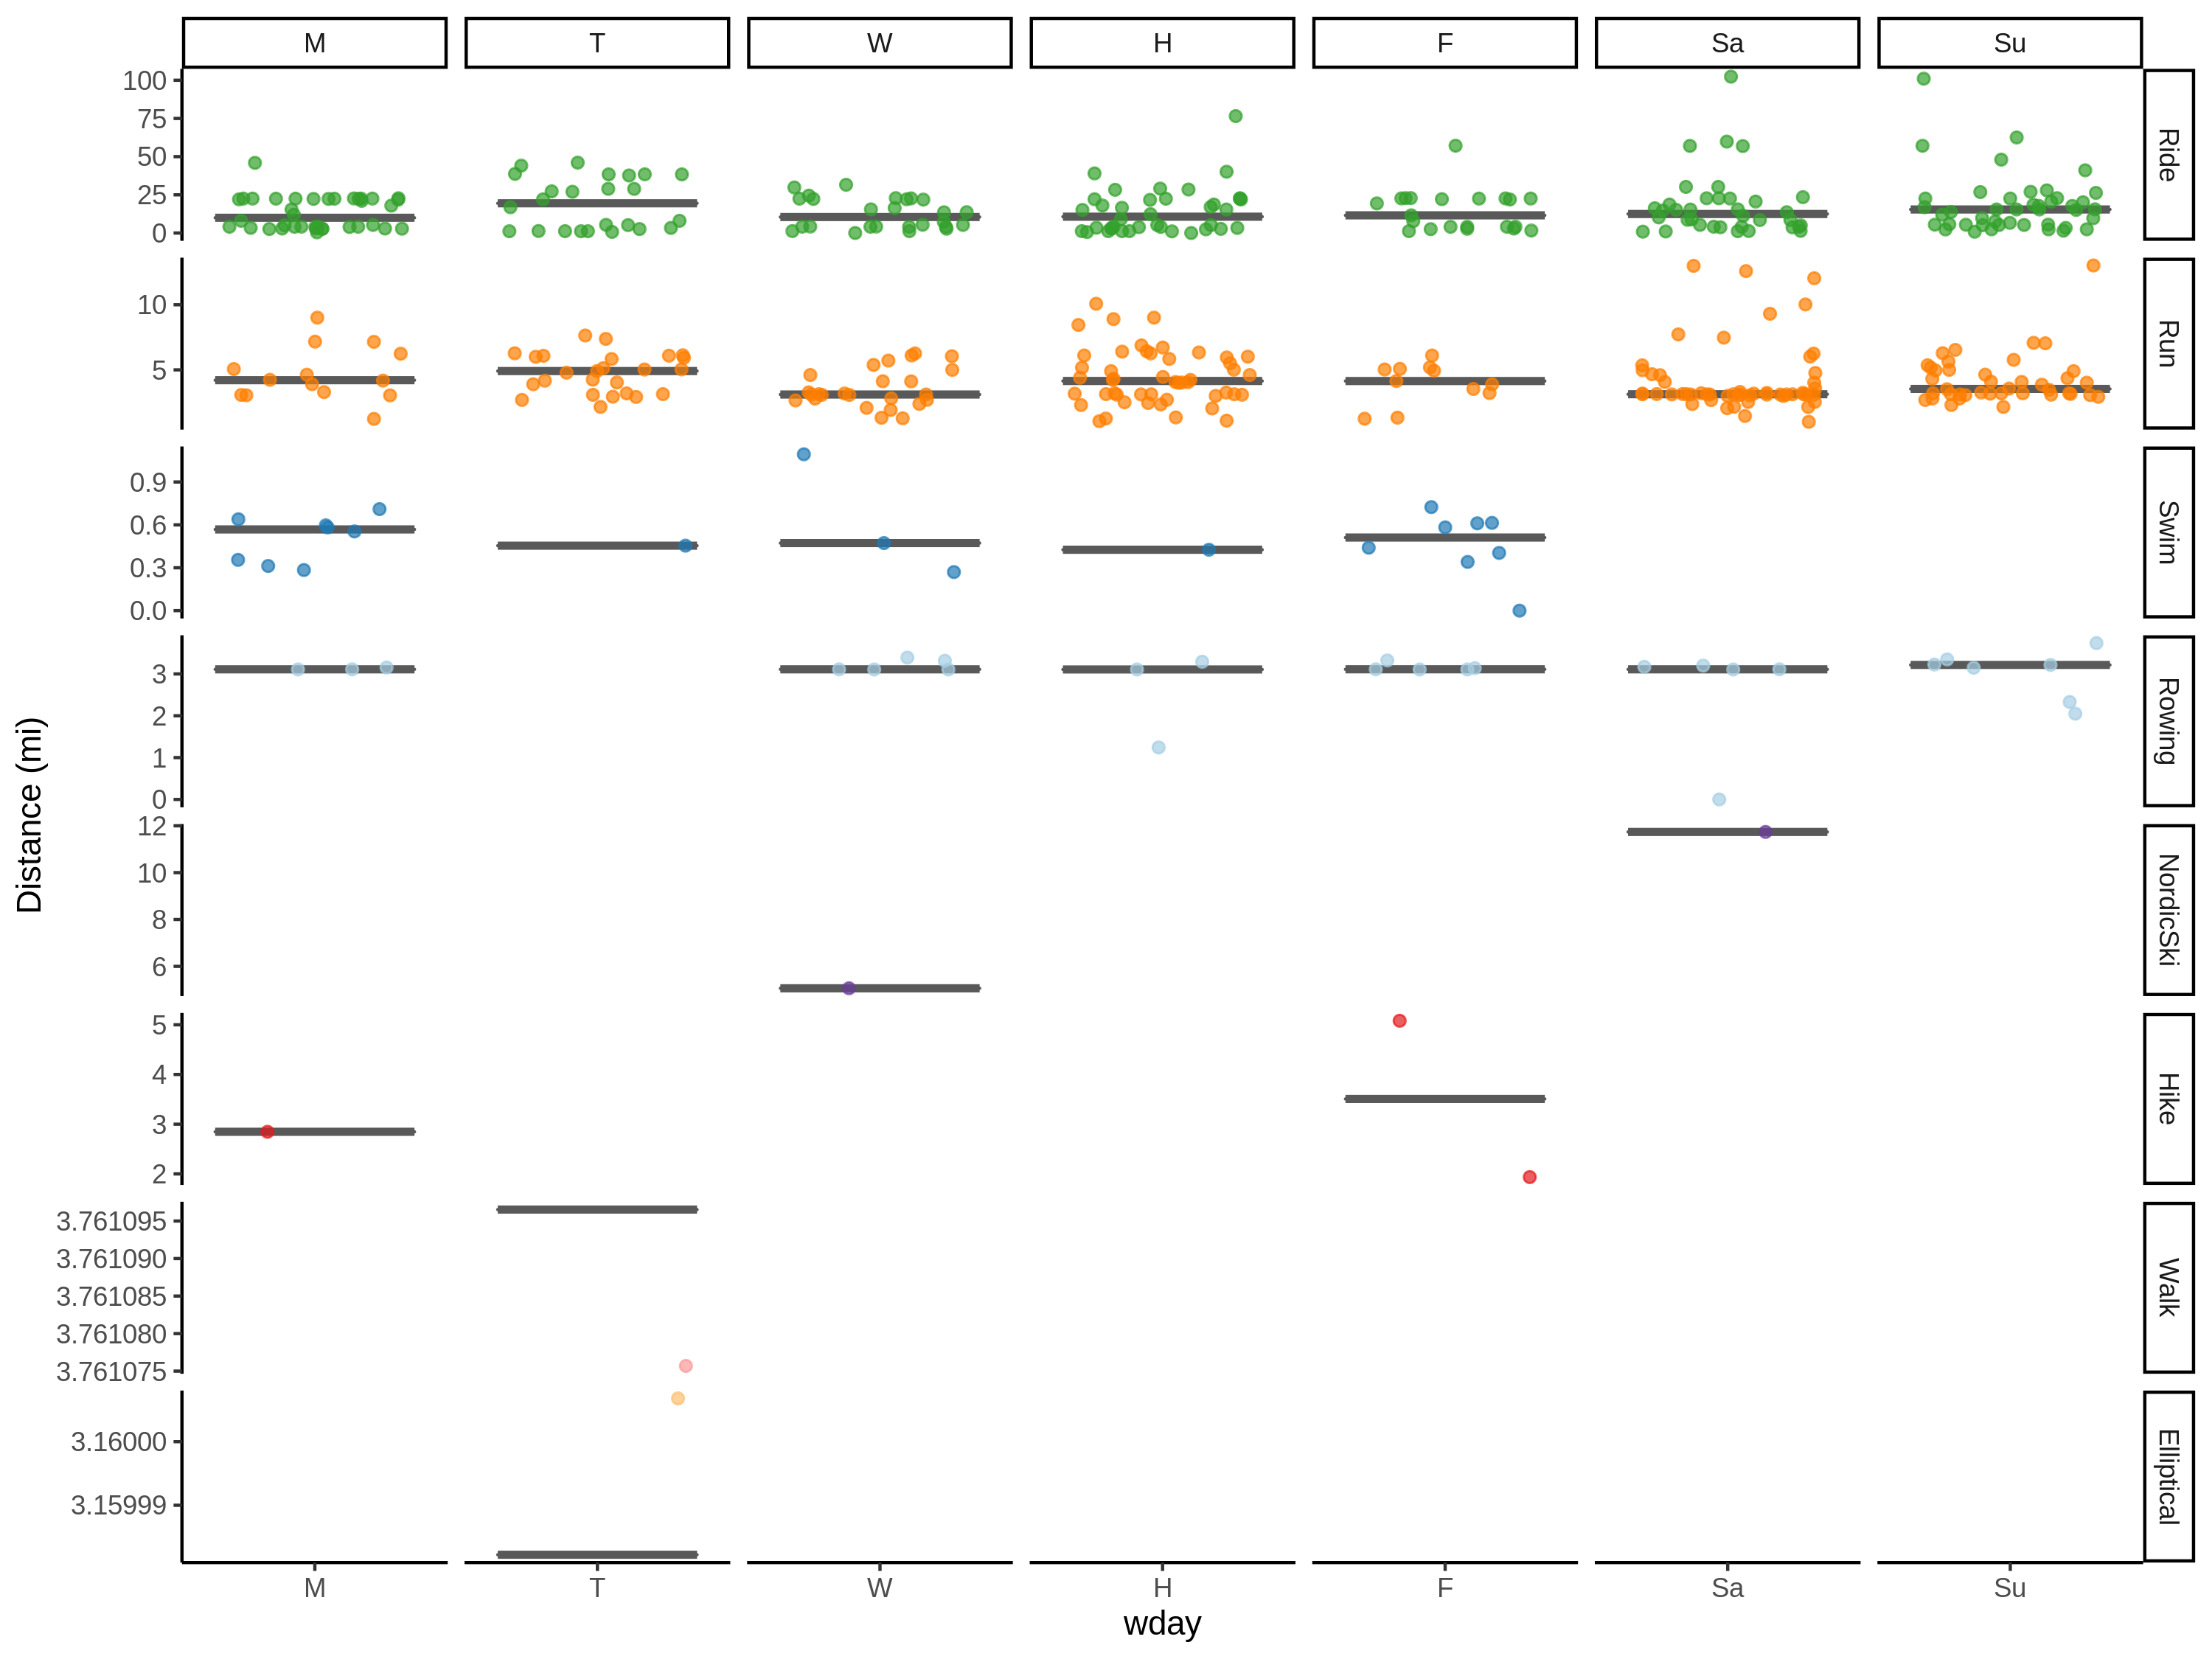 M T W H F Sa Su
100
75
50
25
0
Ride
10
5
Run
0.9
0.6
0.3
0.0
Swim
3
2
1
0
Rowing
12
10
8
6
NordicSki
5
4
3
2
Hike
3.761095
3.761090
3.761085
3.761080
3.761075
Walk
3.16000
3.15999
Elliptical
Distance (mi)
M T W H F Sa Su
wday